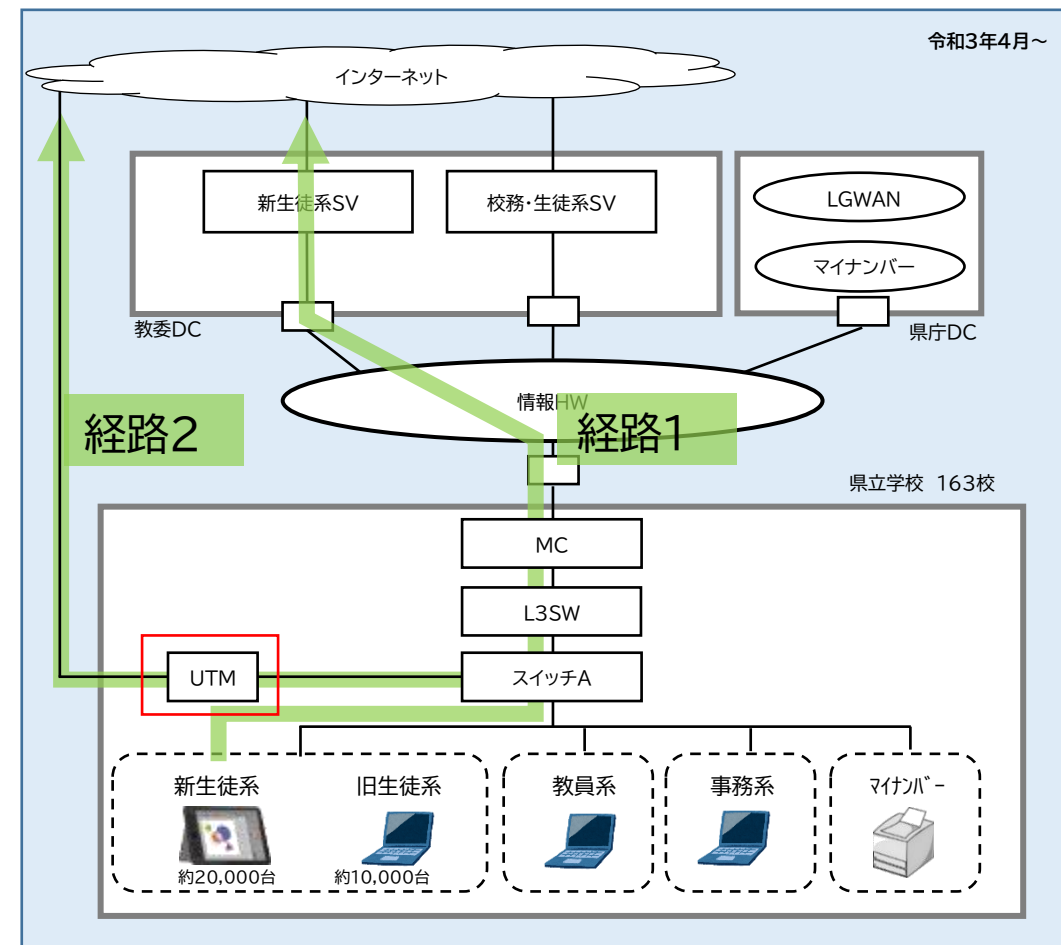 令和3年4月～
インターネット
新生徒系SV
校務・生徒系SV
LGWAN
マイナンバー
教委DC
県庁DC
情報HW
経路2
経路1
県立学校 163校
MC
L3SW
UTM
スイッチA
新生徒系
旧生徒系
教員系
事務系
ﾏｲﾅﾝﾊﾞｰ
約20,000台
約10,000台